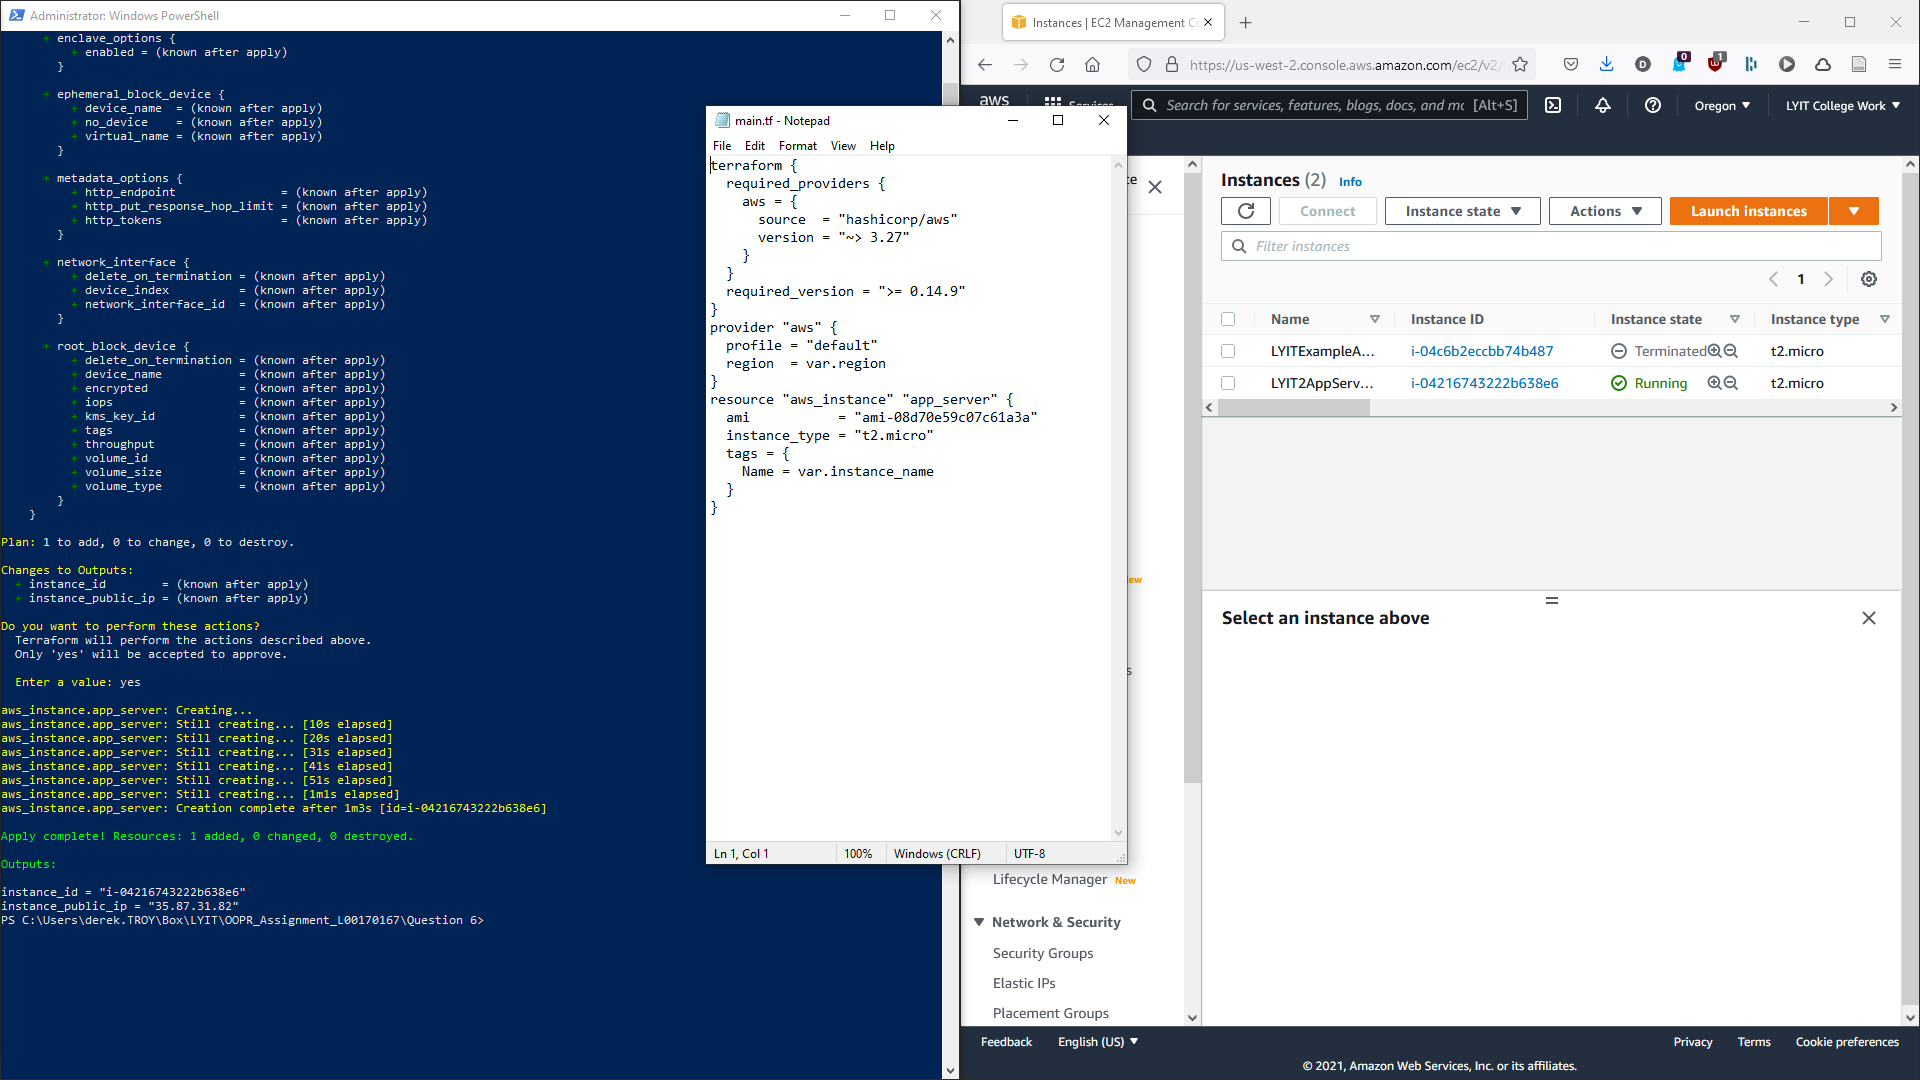 Administrator: Windows PowerShell
+ enclave_options {
+ enabled = (known after apply)
}
+ ephemeral_block_device {
+ device_name  = (known after apply)
+ no_device    = (known after apply)
+ virtual_name = (known after apply)
}
+ metadata_options {
+ http_endpoint               = (known after apply)
+ http_put_response_hop_limit = (known after apply)
+ http_tokens                 = (known after apply)
}
+ network_interface {
+ delete_on_termination = (known after apply)
+ device_index          = (known after apply)
+ network_interface_id  = (known after apply)
}
+ root_block_device {
+ delete_on_termination = (known after apply)
+ device_name           = (known after apply)
+ encrypted             = (known after apply)
+ iops                  = (known after apply)
+ kms_key_id            = (known after apply)
+ tags                  = (known after apply)
+ throughput            = (known after apply)
+ volume_id             = (known after apply)
+ volume_size           = (known after apply)
+ volume_type           = (known after apply)
}
}
Plan: 1 to add, 0 to change, 0 to destroy.
Changes to Outputs:
+ instance_id        = (known after apply)
+ instance_public_ip = (known after apply)
Do you want to perform these actions?
Terraform will perform the actions described above.
Only 'yes' will be accepted to approve.
Enter a value: yes
aws_instance.app_server: Creating...
aws_instance.app_server: Still creating... [10s elapsed]
aws_instance.app_server: Still creating... [20s elapsed]
aws_instance.app_server: Still creating... [31s elapsed]
aws_instance.app_server: Still creating... [41s elapsed]
aws_instance.app_server: Still creating... [51s elapsed]
aws_instance.app_server: Still creating... [1m1s elapsed]
aws_instance.app_server: Creation complete after 1m3s [id=i-04216743222b638e6]
Apply complete! Resources: 1 added, 0 changed, 0 destroyed.
Outputs:
instance_id = "i-04216743222b638e6"
instance_public_ip = "35.87.31.82"
PS C:\Users\derek.TROY\Box\LYIT\OOPR_Assignment_L00170167\Question 6>
main.tf - Notepad
File Edit Format View Help
terraform {
required_providers {
aws = {
source  = "hashicorp/aws"
version = "~> 3.27"
}
}
required_version = ">= 0.14.9"
}
provider "aws" {
profile = "default"
region  = var.region
}
resource "aws_instance" "app_server" {
ami           = "ami-08d70e59c07c61a3a"
instance_type = "t2.micro"
tags = {
Name = var.instance_name
}
}
Ln 1, Col 1 100% Windows (CRLF) UTF-8
Instances | EC2 Management Co
https://us-west-2.console.aws.amazon.com/ec2/v2/
0 1
aws Services Search for services, features, blogs, docs, and mo [Alt+S] Oregon LYIT College Work
Instances (2) Info
Connect Instance state Actions Launch instances
Filter instances
1
Name Instance ID Instance state Instance type
LYITExampleA... i-04c6b2eccbb74b487 Terminated t2.micro
LYIT2AppServ... i-04216743222b638e6 Running t2.micro
Select an instance above
Lifecycle Manager New
Network & Security
Security Groups
Elastic IPs
Placement Groups
Feedback English (US) Privacy Terms Cookie preferences
© 2021, Amazon Web Services, Inc. or its affiliates.